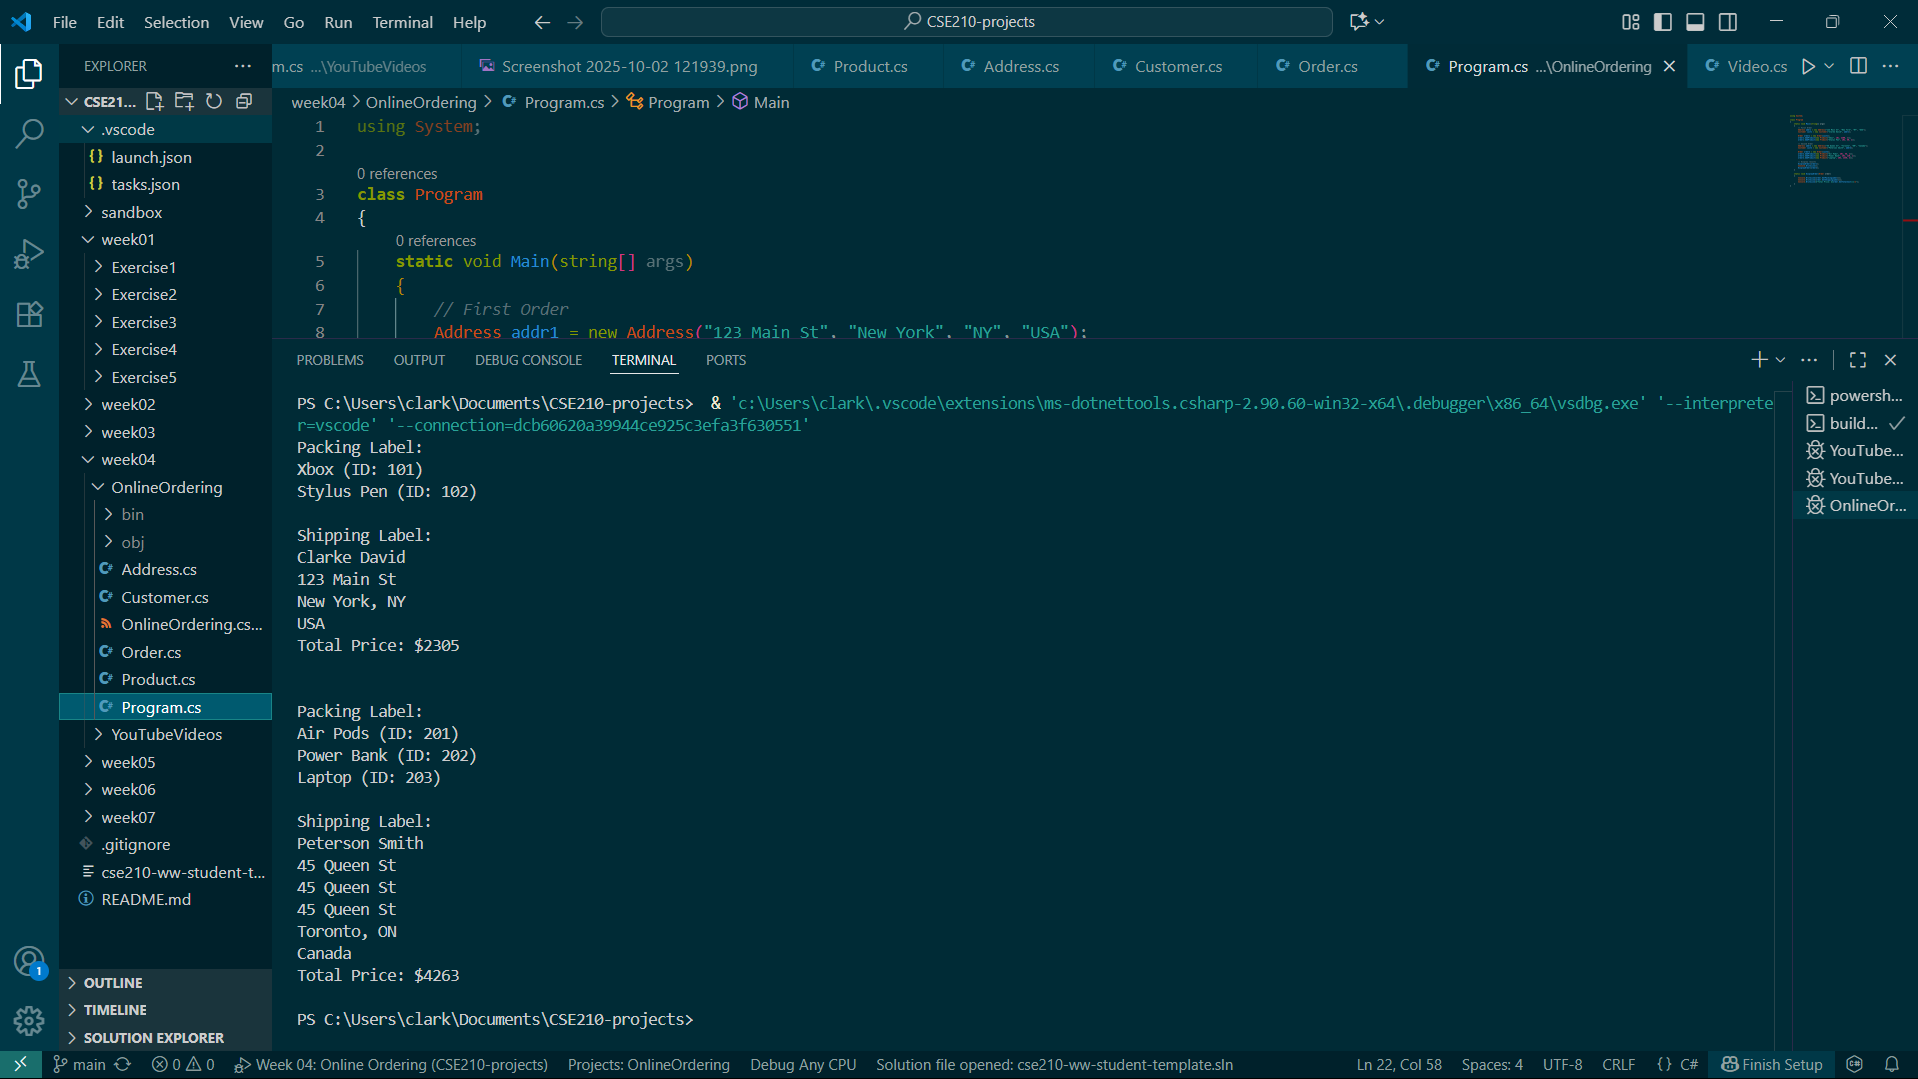 File Edit Selection View Go Run Terminal Help
CSE210-projects
EXPLORER
m.cs ...\YouTubeVideos
Screenshot 2025-10-02 121939.png
Product.cs
Address.cs
Customer.cs
Order.cs
Program.cs ...\OnlineOrdering
Video.cs
CSE21...
week04 > OnlineOrdering > Program.cs > Program > Main
.vscode
launch.json
tasks.json
sandbox
week01
Exercise1
Exercise2
Exercise3
Exercise4
Exercise5
week02
week03
week04
OnlineOrdering
bin
obj
Address.cs
Customer.cs
OnlineOrdering.cs...
Order.cs
Product.cs
Program.cs
YouTubeVideos
week05
week06
week07
.gitignore
cse210-ww-student-t...
README.md
OUTLINE
TIMELINE
SOLUTION EXPLORER
1 using System;
2
0 references
3 class Program
4 {
0 references
5 static void Main(string[] args)
6 {
7 // First Order
8 Address addr1 = new Address("123 Main St", "New York", "NY", "USA");
PROBLEMS OUTPUT DEBUG CONSOLE TERMINAL PORTS
PS C:\Users\clark\Documents\CSE210-projects> & 'c:\Users\clark\.vscode\extensions\ms-dotnettools.csharp-2.90.60-win32-x64\.debugger\x86_64\vsdbg.exe' '--interprete
r=vscode' '--connection=dcb60620a39944ce925c3efa3f630551'
Packing Label:
Xbox (ID: 101)
Stylus Pen (ID: 102)
Shipping Label:
Clarke David
123 Main St
New York, NY
USA
Total Price: $2305
Packing Label:
Air Pods (ID: 201)
Power Bank (ID: 202)
Laptop (ID: 203)
Shipping Label:
Peterson Smith
45 Queen St
45 Queen St
45 Queen St
Toronto, ON
Canada
Total Price: $4263
PS C:\Users\clark\Documents\CSE210-projects>
powersh...
build...
YouTube...
YouTube...
OnlineOr...
1
main 0 0 Week 04: Online Ordering (CSE210-projects) Projects: OnlineOrdering Debug Any CPU Solution file opened: cse210-ww-student-template.sln Ln 22, Col 58 Spaces: 4 UTF-8 CRLF {} C# Finish Setup